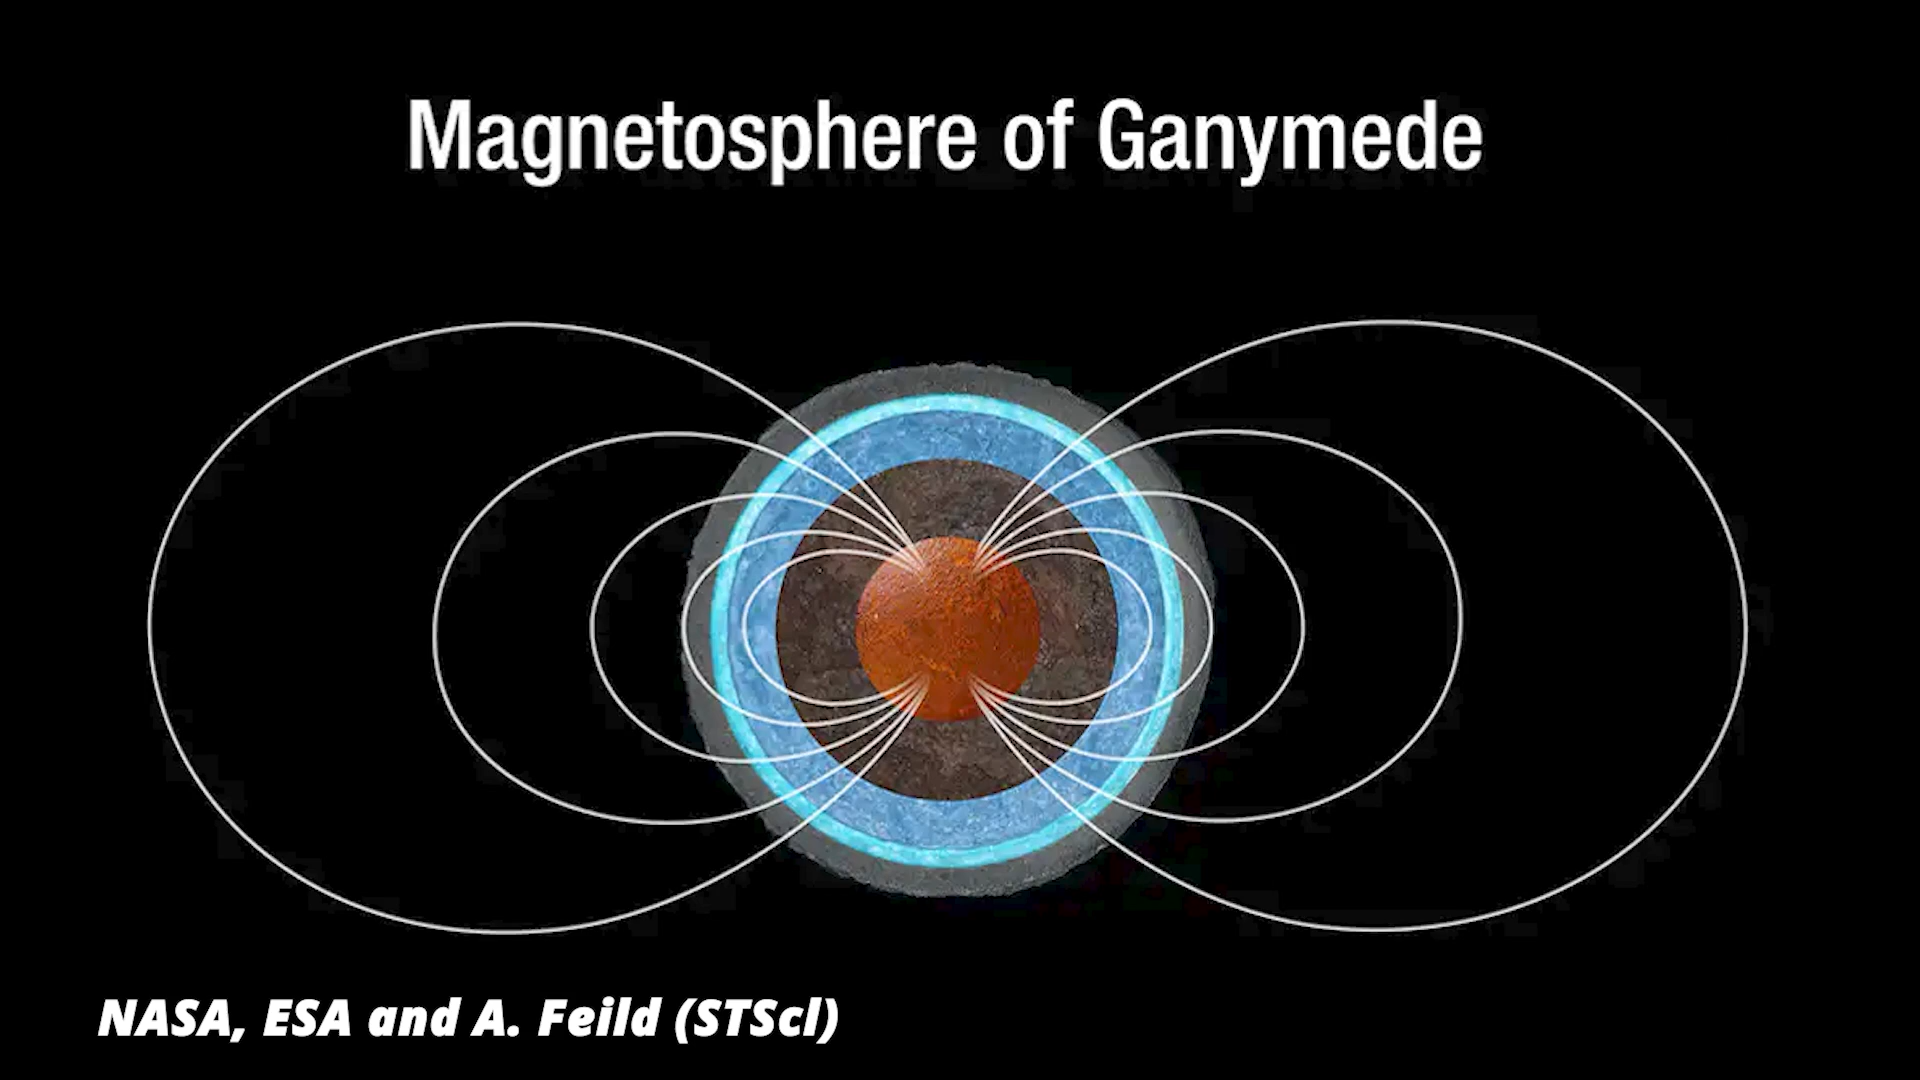 Magnetosphere of Ganymede
NASA, ESA and A. Feild (STScl)